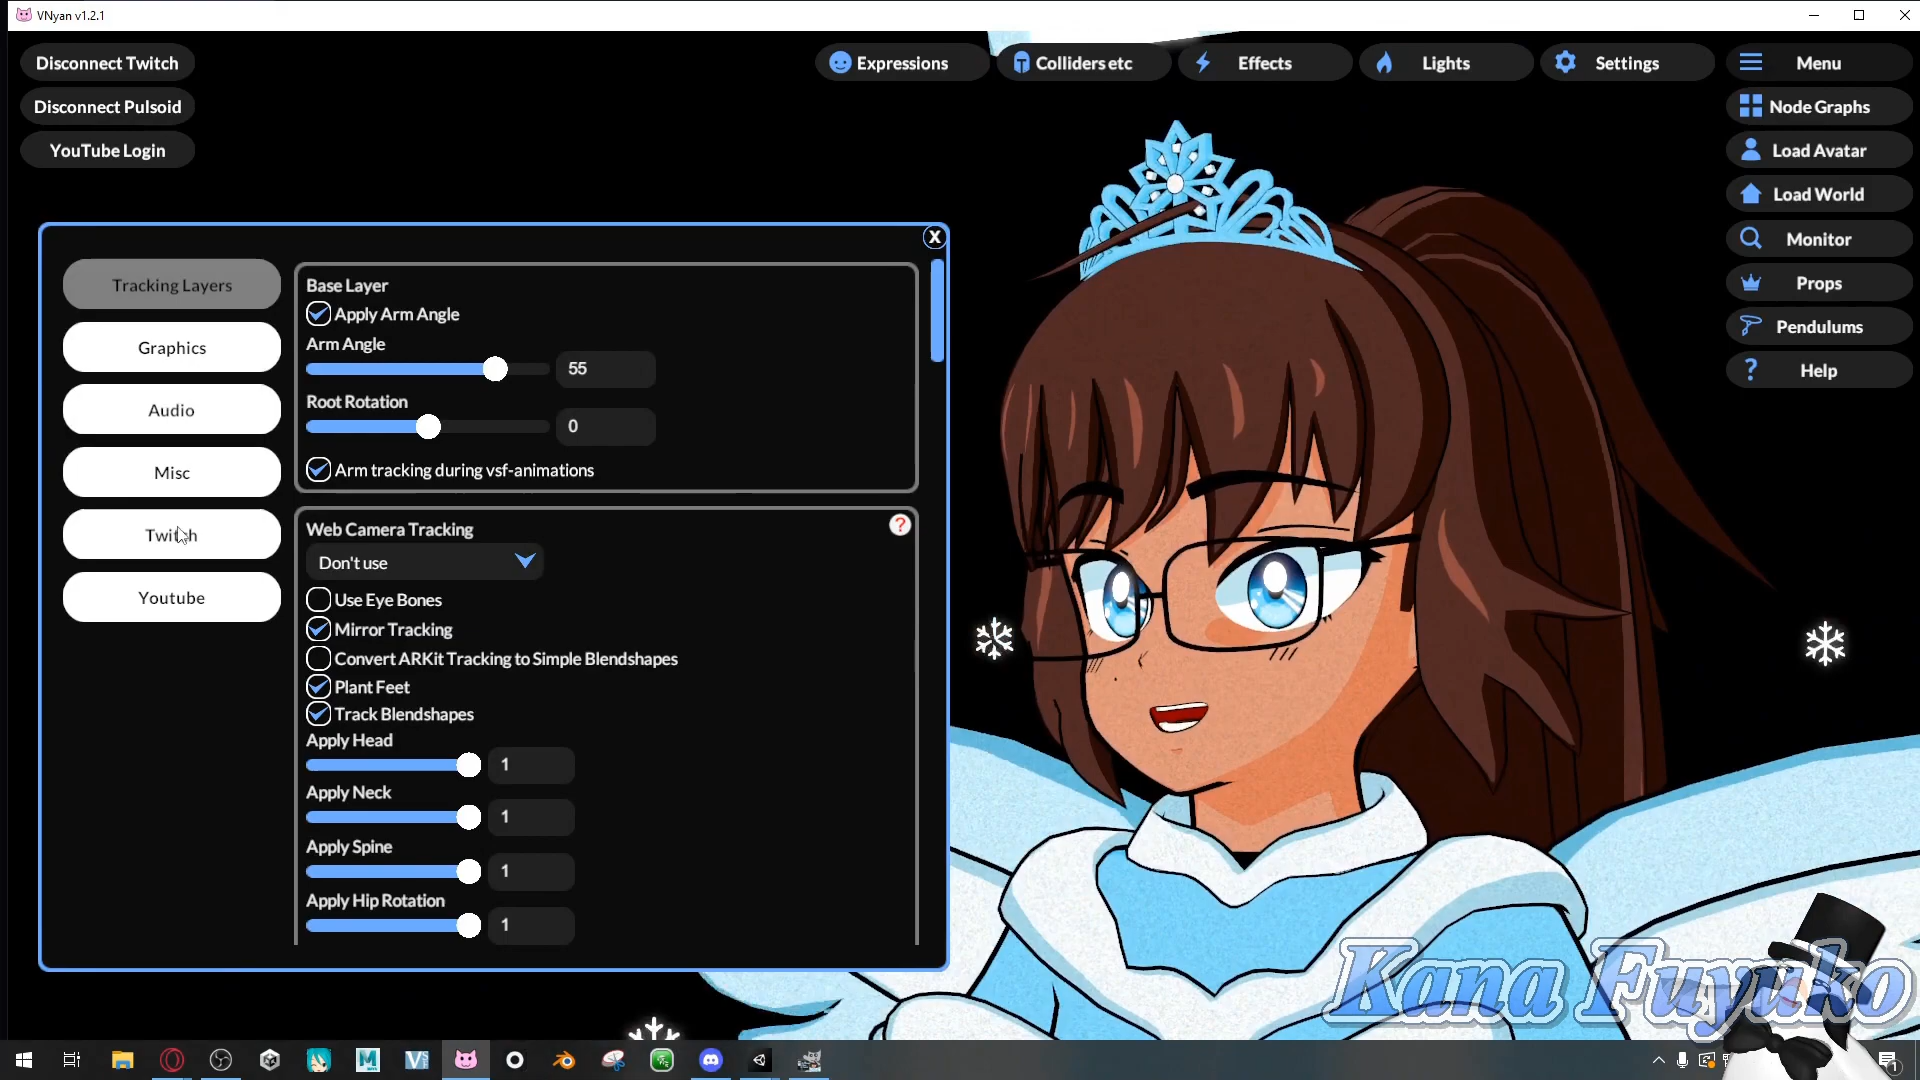 VNyan v1.2.1
Disconnect Twitch
Disconnect Pulsoid
YouTube Login
Expressions
Colliders etc
Effects
Lights
Settings
Menu
Node Graphs
Load Avatar
Load World
Monitor
Props
Pendulums
? Help
X
Tracking Layers
Graphics
Audio
Misc
Twitch
Youtube
Base Layer
Apply Arm Angle
Arm Angle
55
Root Rotation
0
Arm tracking during vsf-animations
Web Camera Tracking
?
Don't use
Use Eye Bones
Mirror Tracking
Convert ARKit Tracking to Simple Blendshapes
Plant Feet
Track Blendshapes
Apply Head
1
Apply Neck
1
Apply Spine
1
Apply Hip Rotation
1
Kana Fuyuko